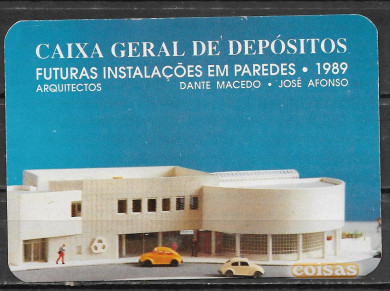 CAIXA GERAL DE DEPÓSITOS
FUTURAS INSTALAÇÕES EM PAREDES • 1989
ARQUITECTOS DANTE MACEDO • JOSÉ AFONSO
coisas